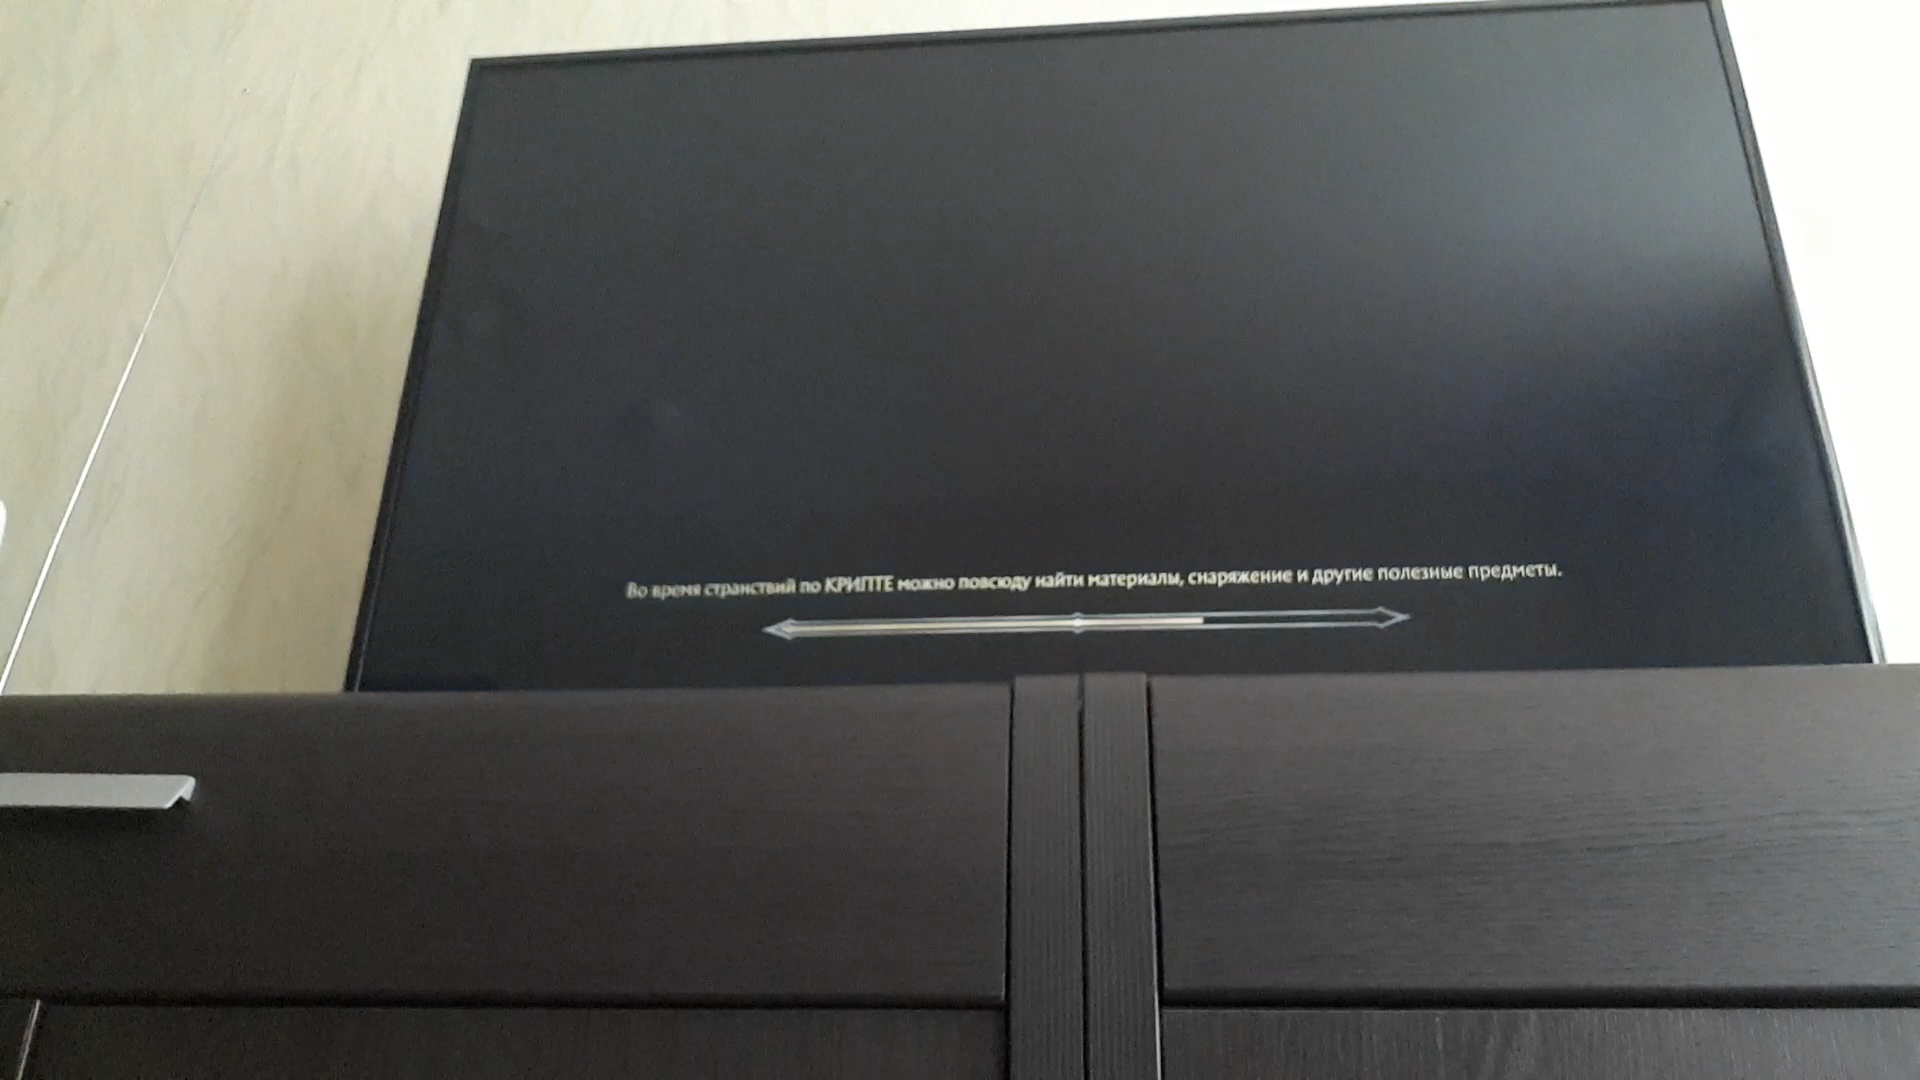 Во время странствий по КРИПТЕ можно повсюду найти материалы, снаряжение и другие полезные предметы.